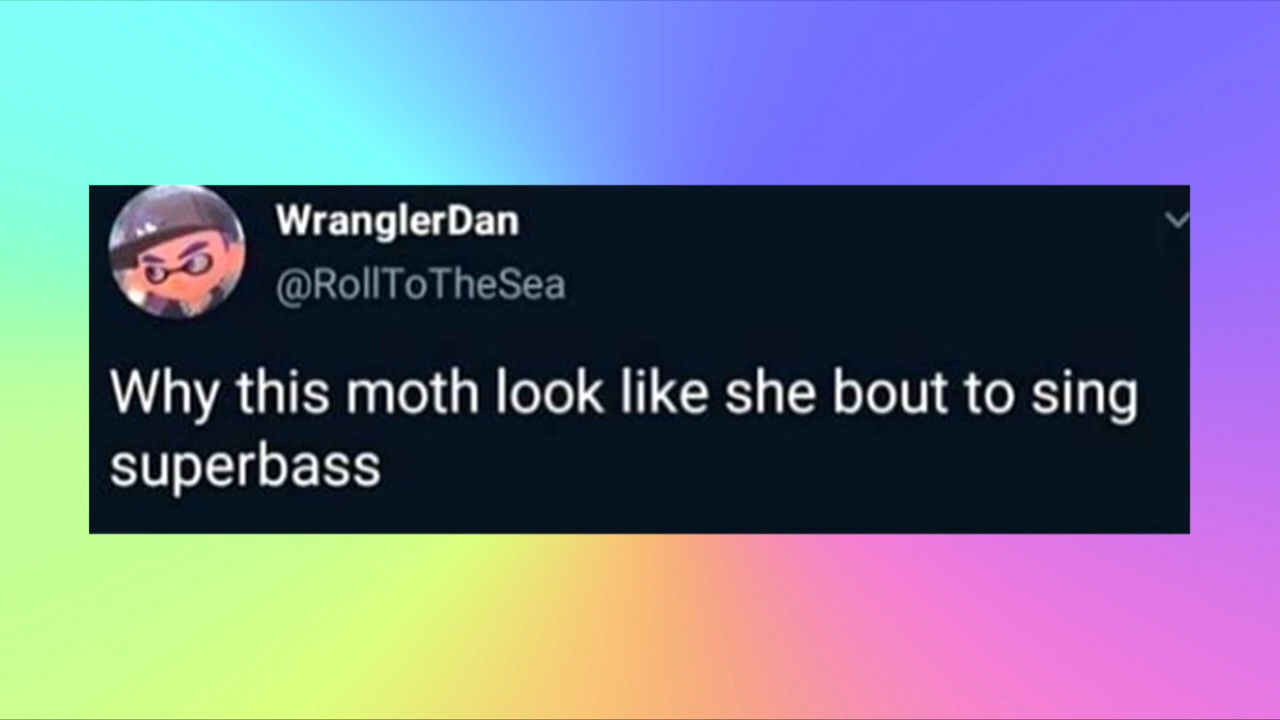 WranglerDan
@RollToTheSea
Why this moth look like she bout to sing
superbass